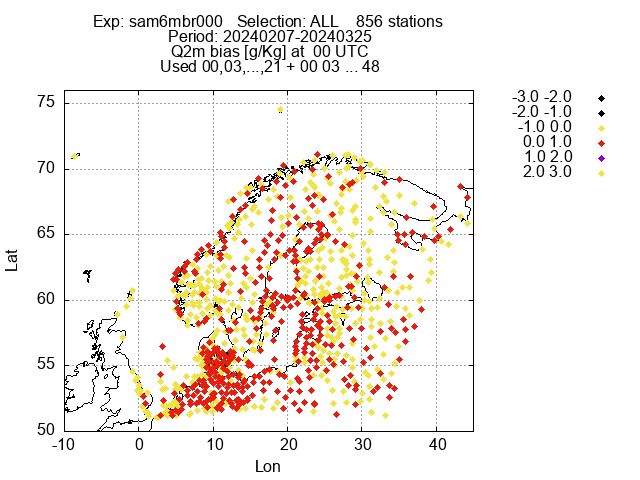 Exp: sam6mbr000 Selection: ALL 856 stations
Period: 20240207-20240325
Q2m bias [g/Kg] at 00 UTC
Used 00,03,...,21 + 00 03 ... 48
-3.0 -2.0
-2.0 -1.0
-1.0 0.0
0.0 1.0
1.0 2.0
2.0 3.0
75
70
65
60
55
50
Lat
-10 0 10 20 30 40
Lon